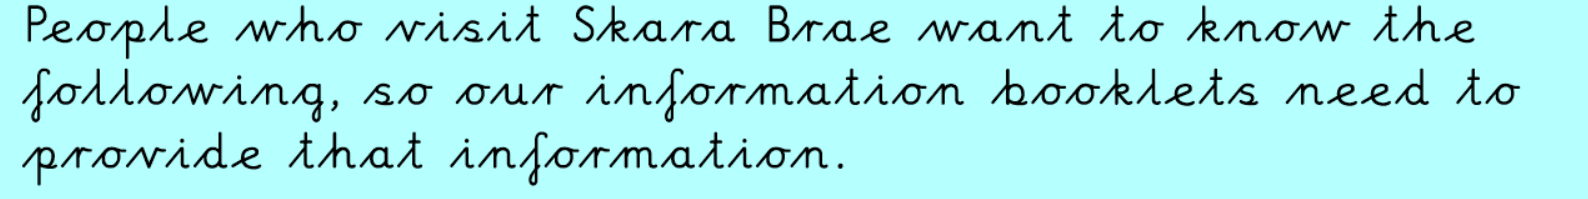 People who visit Skara Brae want to know the
following, so our information booklets need to
provide that information.